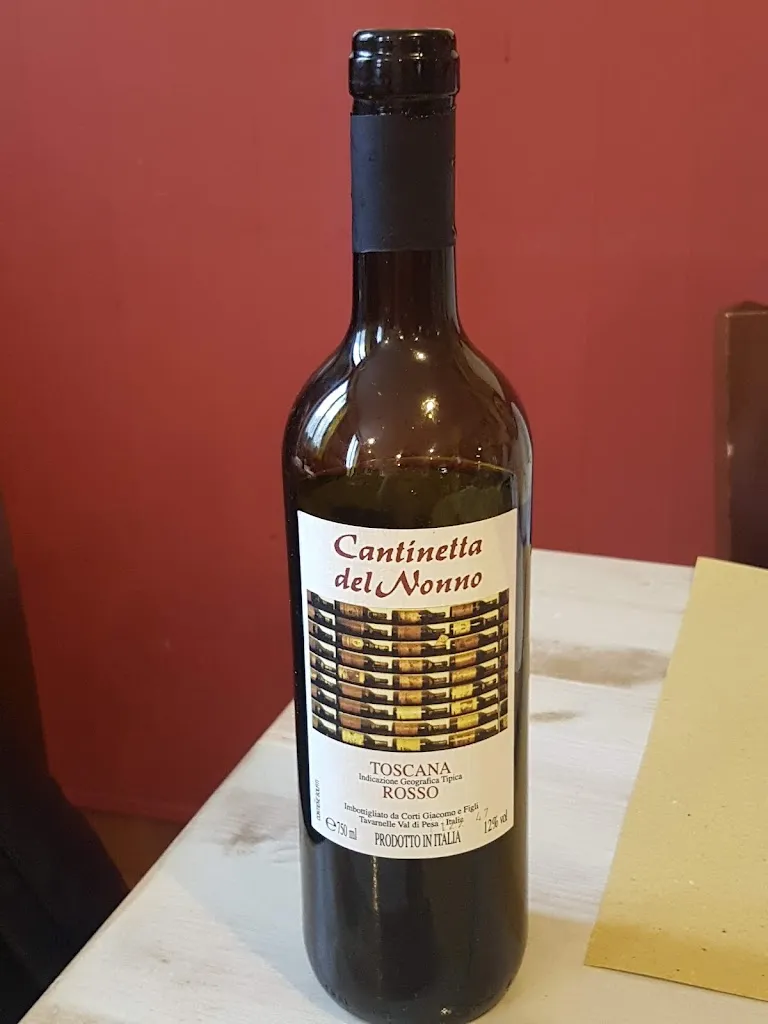 Cantinetta
del Nonno
TOSCANA
Indicazione Geografica Tipica
ROSSO
Imbottigliato da Corti Giacomo e Figli
Tavarnelle Val di Pesa - Italia
e 750 ml
PRODOTTO IN ITALIA
12% vol